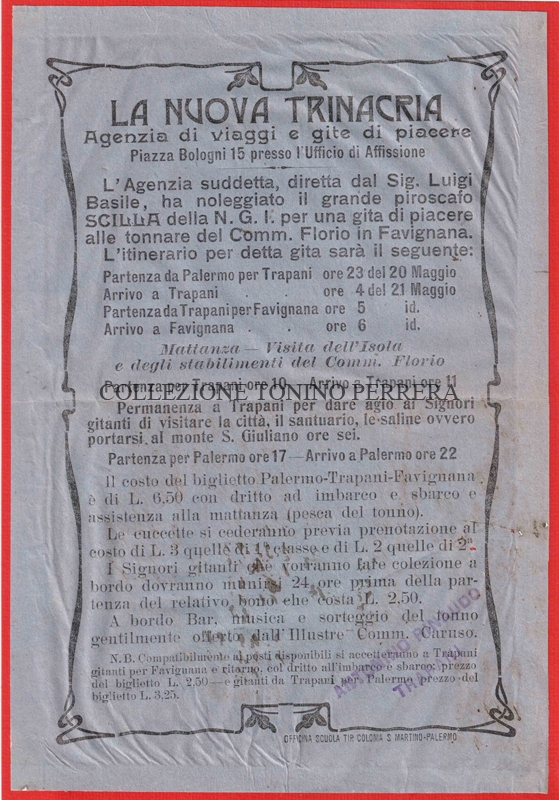 LA NUOVA TRINACRIA
Agenzia di viaggi e gite di piacere
Piazza Bologni 15 presso l'Ufficio di Affissione
L'Agenzia suddetta, diretta dal Sig. Luigi
Basile, ha noleggiato il grande piroscafo
SCILLA della N. G. I. per una gita di piacere
alle tonnare del Comm. Florio in Favignana.
L'itinerario per detta gita sarà il seguente:
Partenza da Palermo per Trapani ore 23 del 20 Maggio
Arrivo a Trapani . . ore 4 del 21 Maggio
Partenza da Trapani per Favignana ore 5 id.
Arrivo a Favignana . . ore 6 id.
Mattanza — Visita dell'Isola
e degli stabilimenti del Comm. Florio
Partenza per Trapani ore 10 — Arrivo a Trapani ore 11
COLLEZIONE TONINO PERRERA
Permanenza a Trapani per dare agio ai Signori
gitanti di visitare la città, il santuario, le saline ovvero
portarsi al monte S. Giuliano ore sei.
Partenza per Palermo ore 17 — Arrivo a Palermo ore 22
Il costo del biglietto Palermo-Trapani-Favignana
è di L. 6,50 con dritto ad imbarco e sbarco e
assistenza alla mattanza (pesca del tonno).
Le cuccette si cederanno previa prenotazione al
costo di L. 3 quelle di 1ª classe e di L. 2 quelle di 2ª
I Signori gitanti che vorranno fare colezione a
bordo dovranno munirsi 24 ore prima della par-
tenza del relativo bono che costa L. 2.50.
A bordo Bar, musica e sorteggio del tonno
gentilmente offerto dall'Illustre Comm. Caruso.
N. B. Compatibilmente ai posti disponibili si accetteranno a Trapani
gitanti per Favignana e ritorno, col dritto all'imbarco e sbarco: prezzo
del biglietto L. 2,50 — e gitanti da Trapani per Palermo prezzo del
biglietto L. 3.25.
OFFICINA SCUOLA TIP. COLONIA S. MARTINO-PALERMO